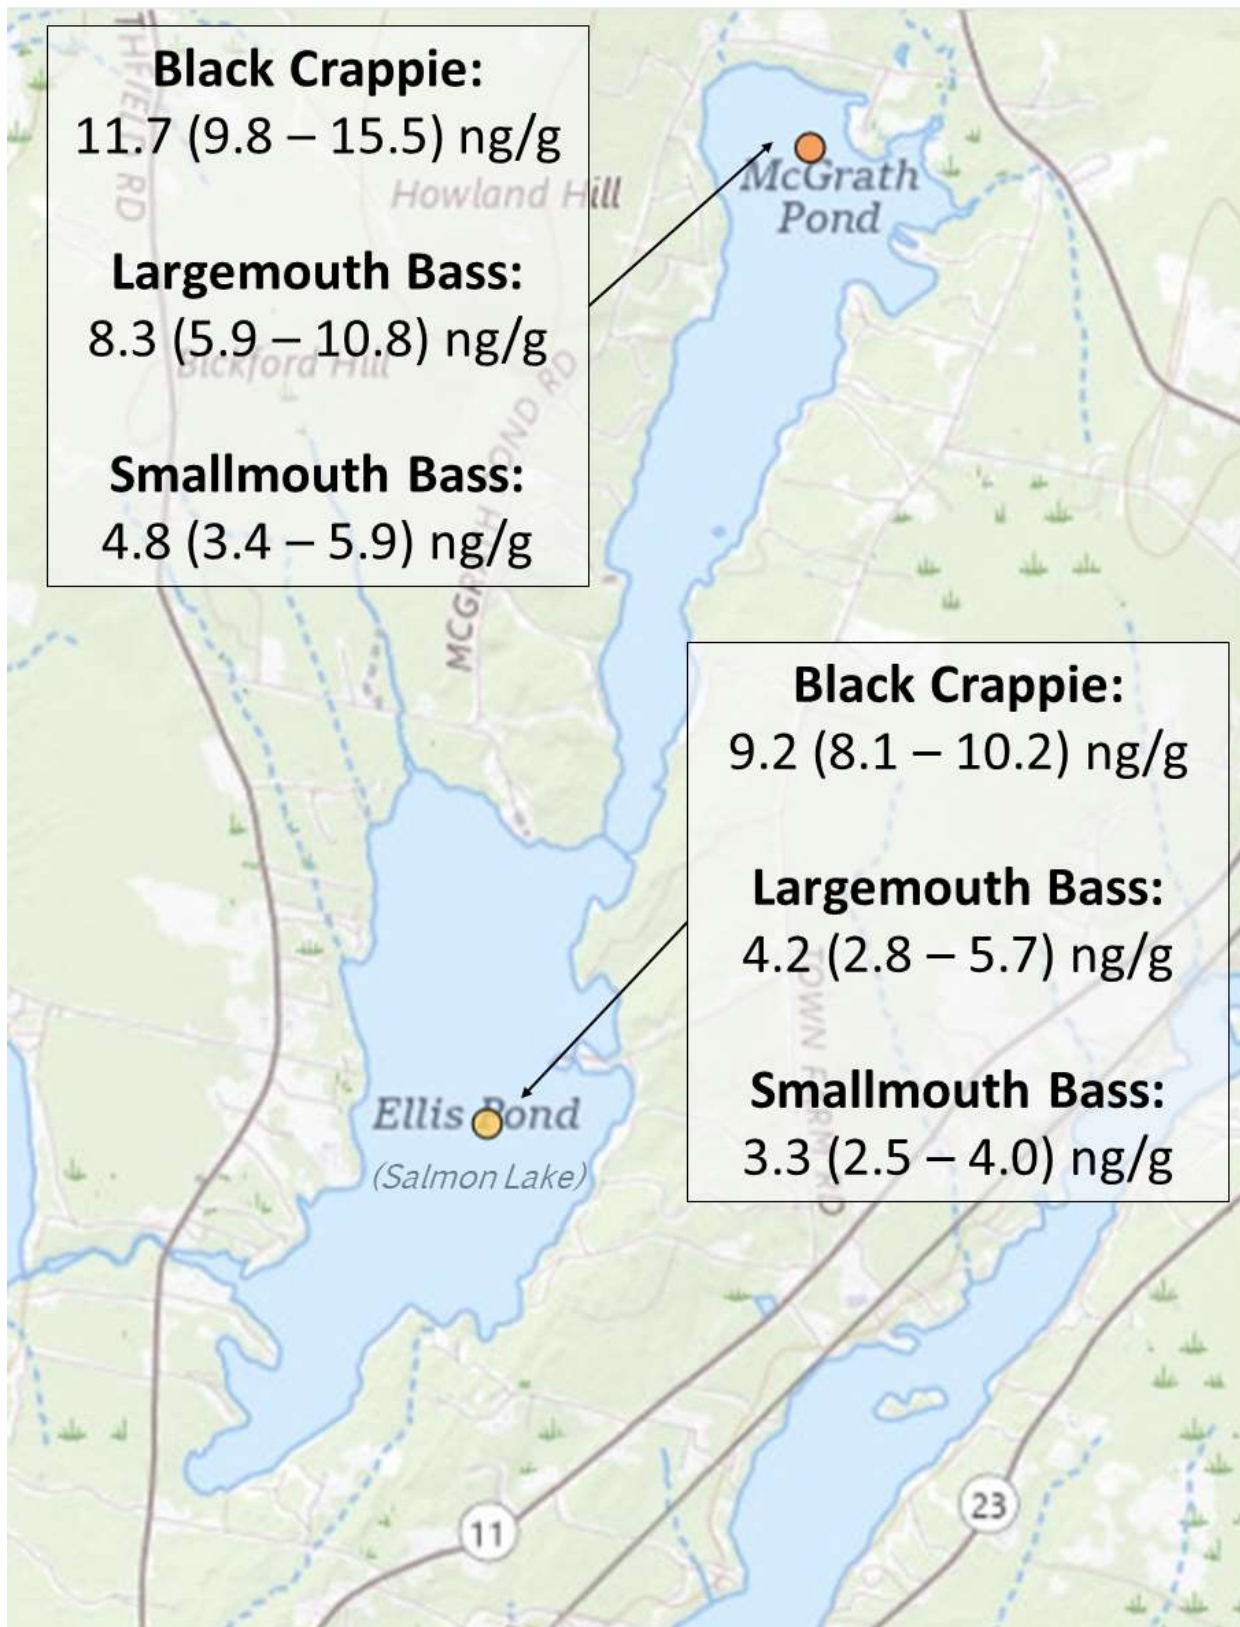 Black Crappie:
11.7 (9.8 – 15.5) ng/g
Largemouth Bass:
8.3 (5.9 – 10.8) ng/g
Smallmouth Bass:
4.8 (3.4 – 5.9) ng/g
Howland Hill
Bickford Hill
MCGRATH POND RD
McGrath
Pond
Black Crappie:
9.2 (8.1 – 10.2) ng/g
Largemouth Bass:
4.2 (2.8 – 5.7) ng/g
Smallmouth Bass:
3.3 (2.5 – 4.0) ng/g
TOWN FARM RD
Ellis Pond
(Salmon Lake)
11
23